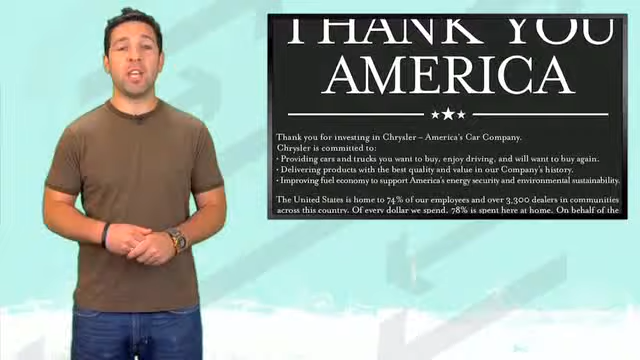 THANK YOU
AMERICA
Thank you for investing in Chrysler – America's Car Company.
Chrysler is committed to:
• Providing cars and trucks you want to buy, enjoy driving, and will want to buy again.
• Delivering products with the best quality and value in our Company's history.
• Improving fuel economy to support America's energy security and environmental sustainability.
The United States is home to 74% of our employees and over 3,300 dealers in communities
across this country. Of every dollar we spend, 78% is spent here at home. On behalf of the